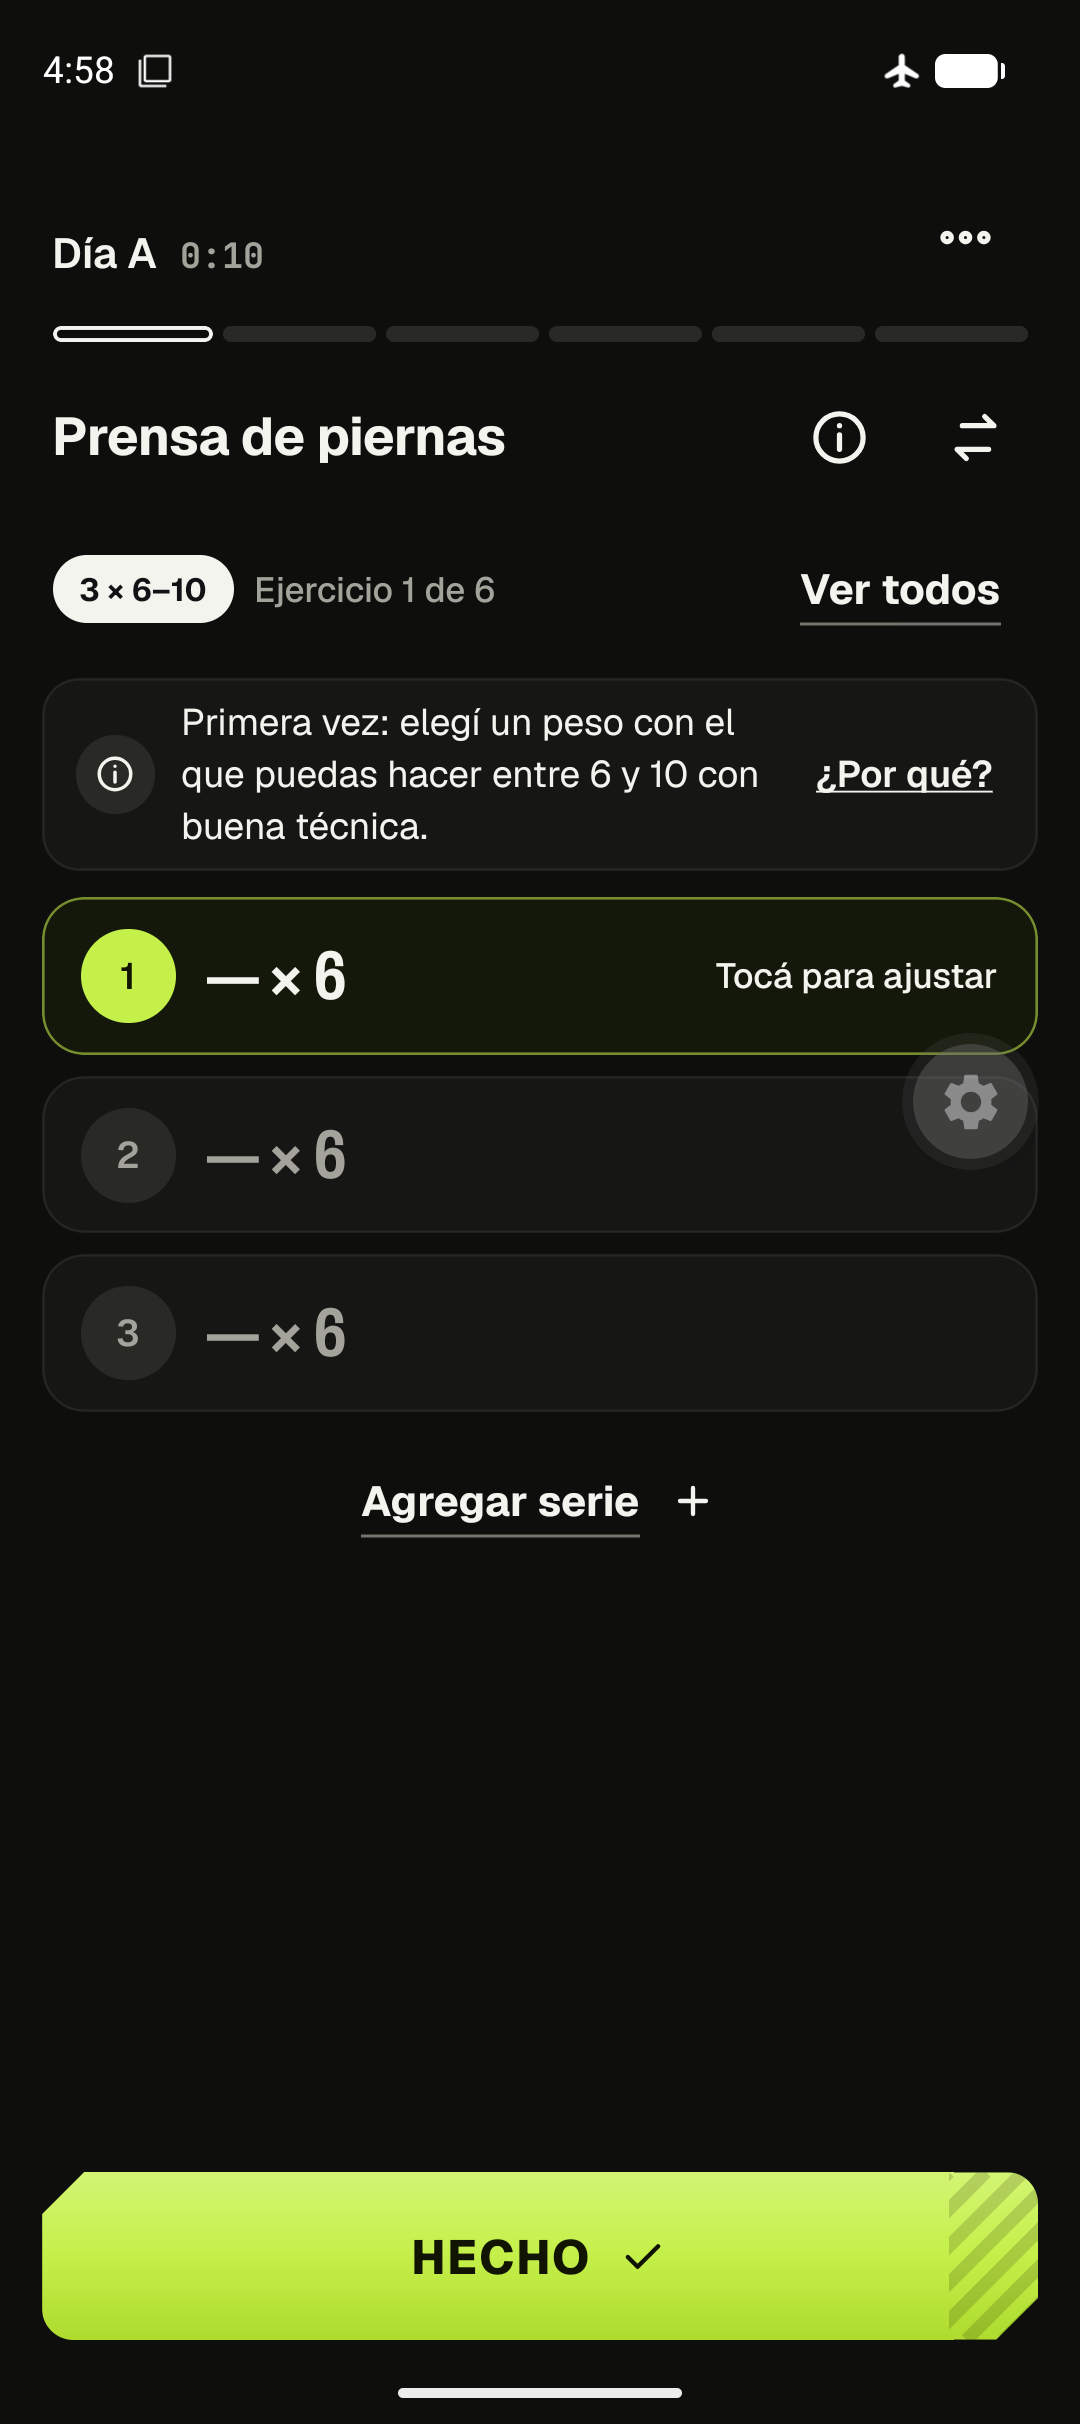 4:58
Día A 0:10
Prensa de piernas
3 × 6–10 Ejercicio 1 de 6 Ver todos
Primera vez: elegí un peso con el
que puedas hacer entre 6 y 10 con
buena técnica.
¿Por qué?
1 — × 6 Tocá para ajustar
2 — × 6
3 — × 6
Agregar serie +
HECHO